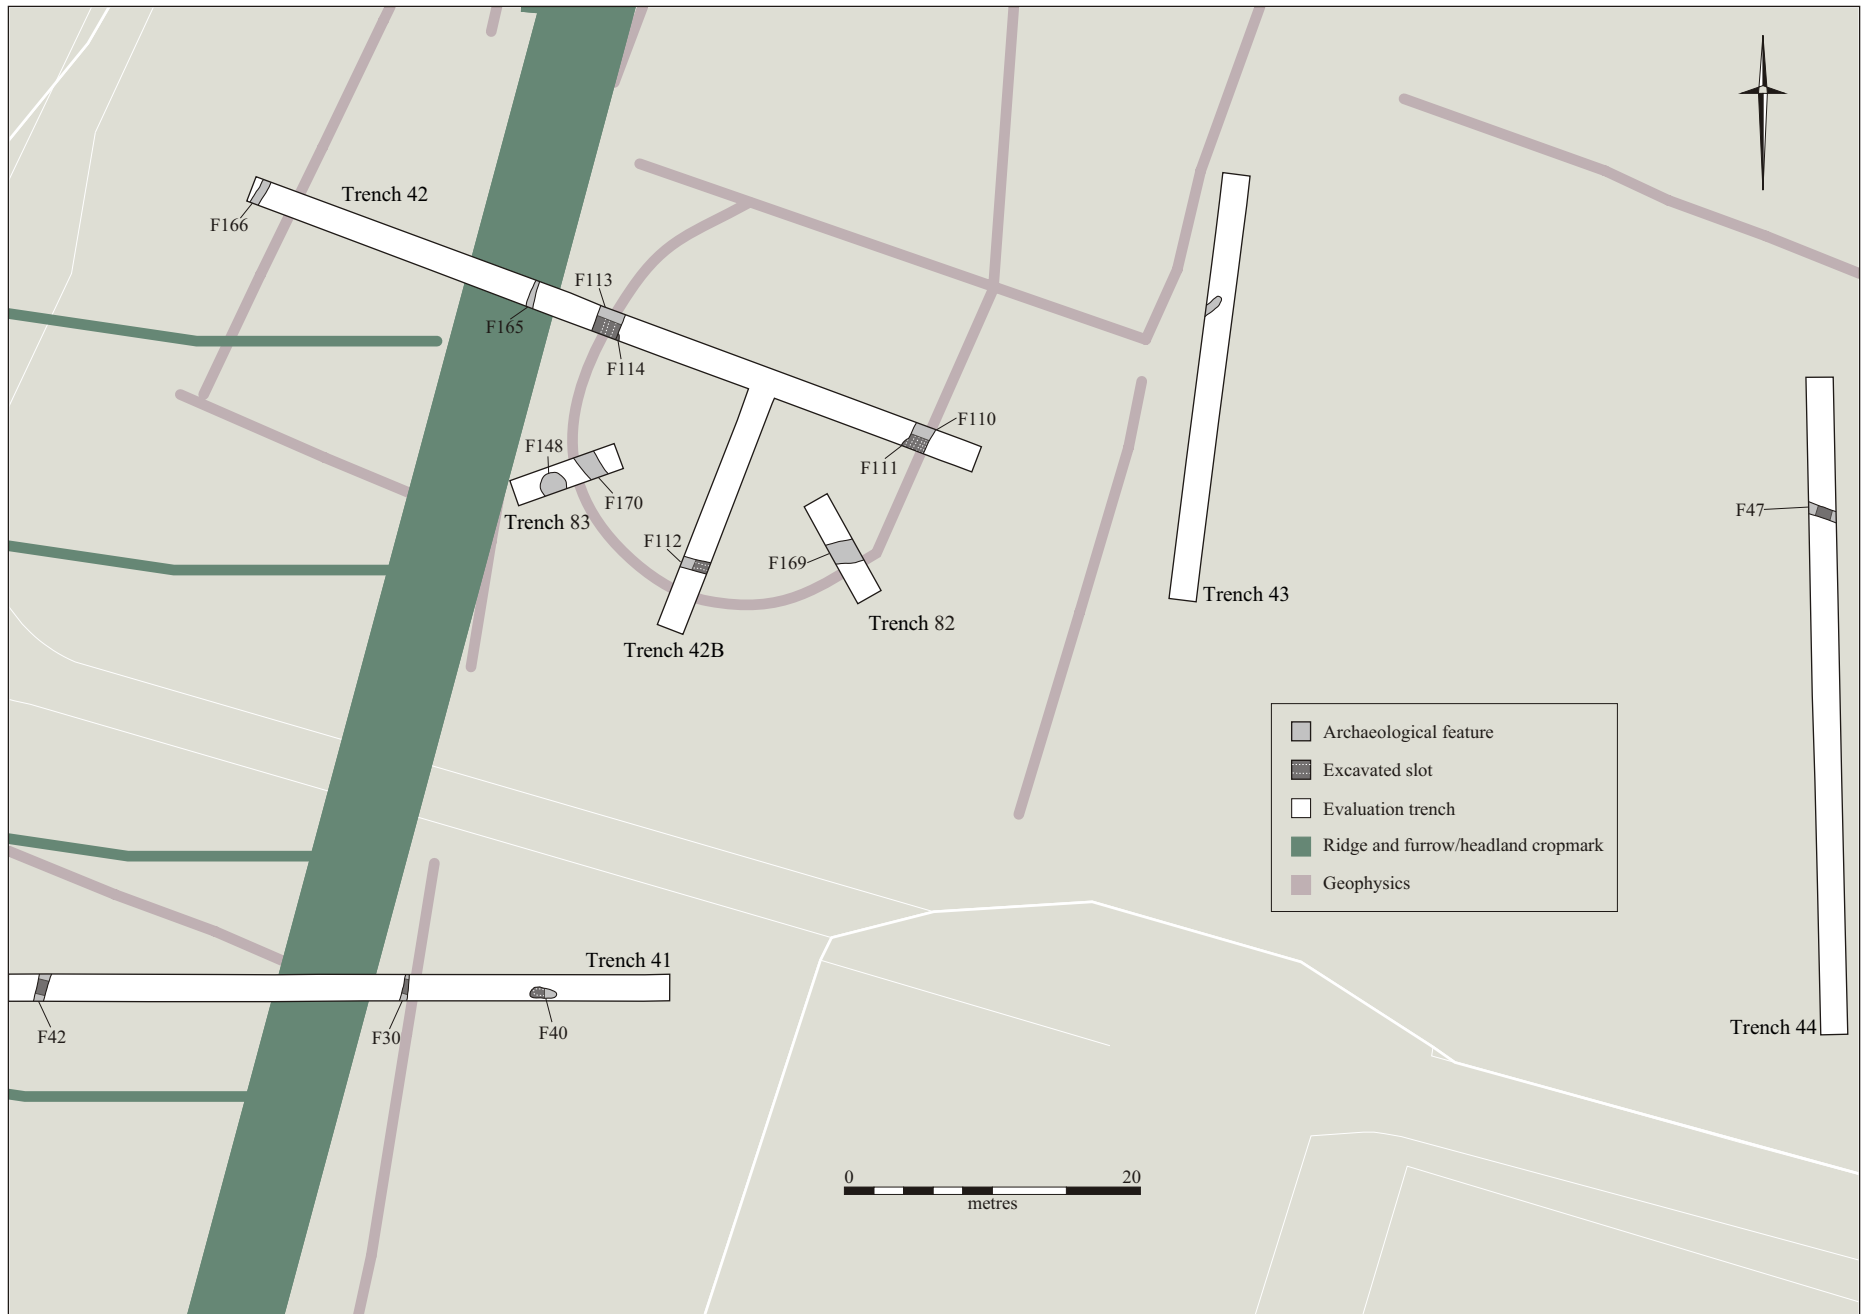 Trench 42
F166
F113
F165
F114
F110
F111
F148
F170
Trench 83
F112
F169
Trench 82
Trench 42B
F47
Trench 43
Archaeological feature
Excavated slot
Evaluation trench
Ridge and furrow/headland cropmark
Geophysics
Trench 41
F42
F30
F40
Trench 44
0 20
metres